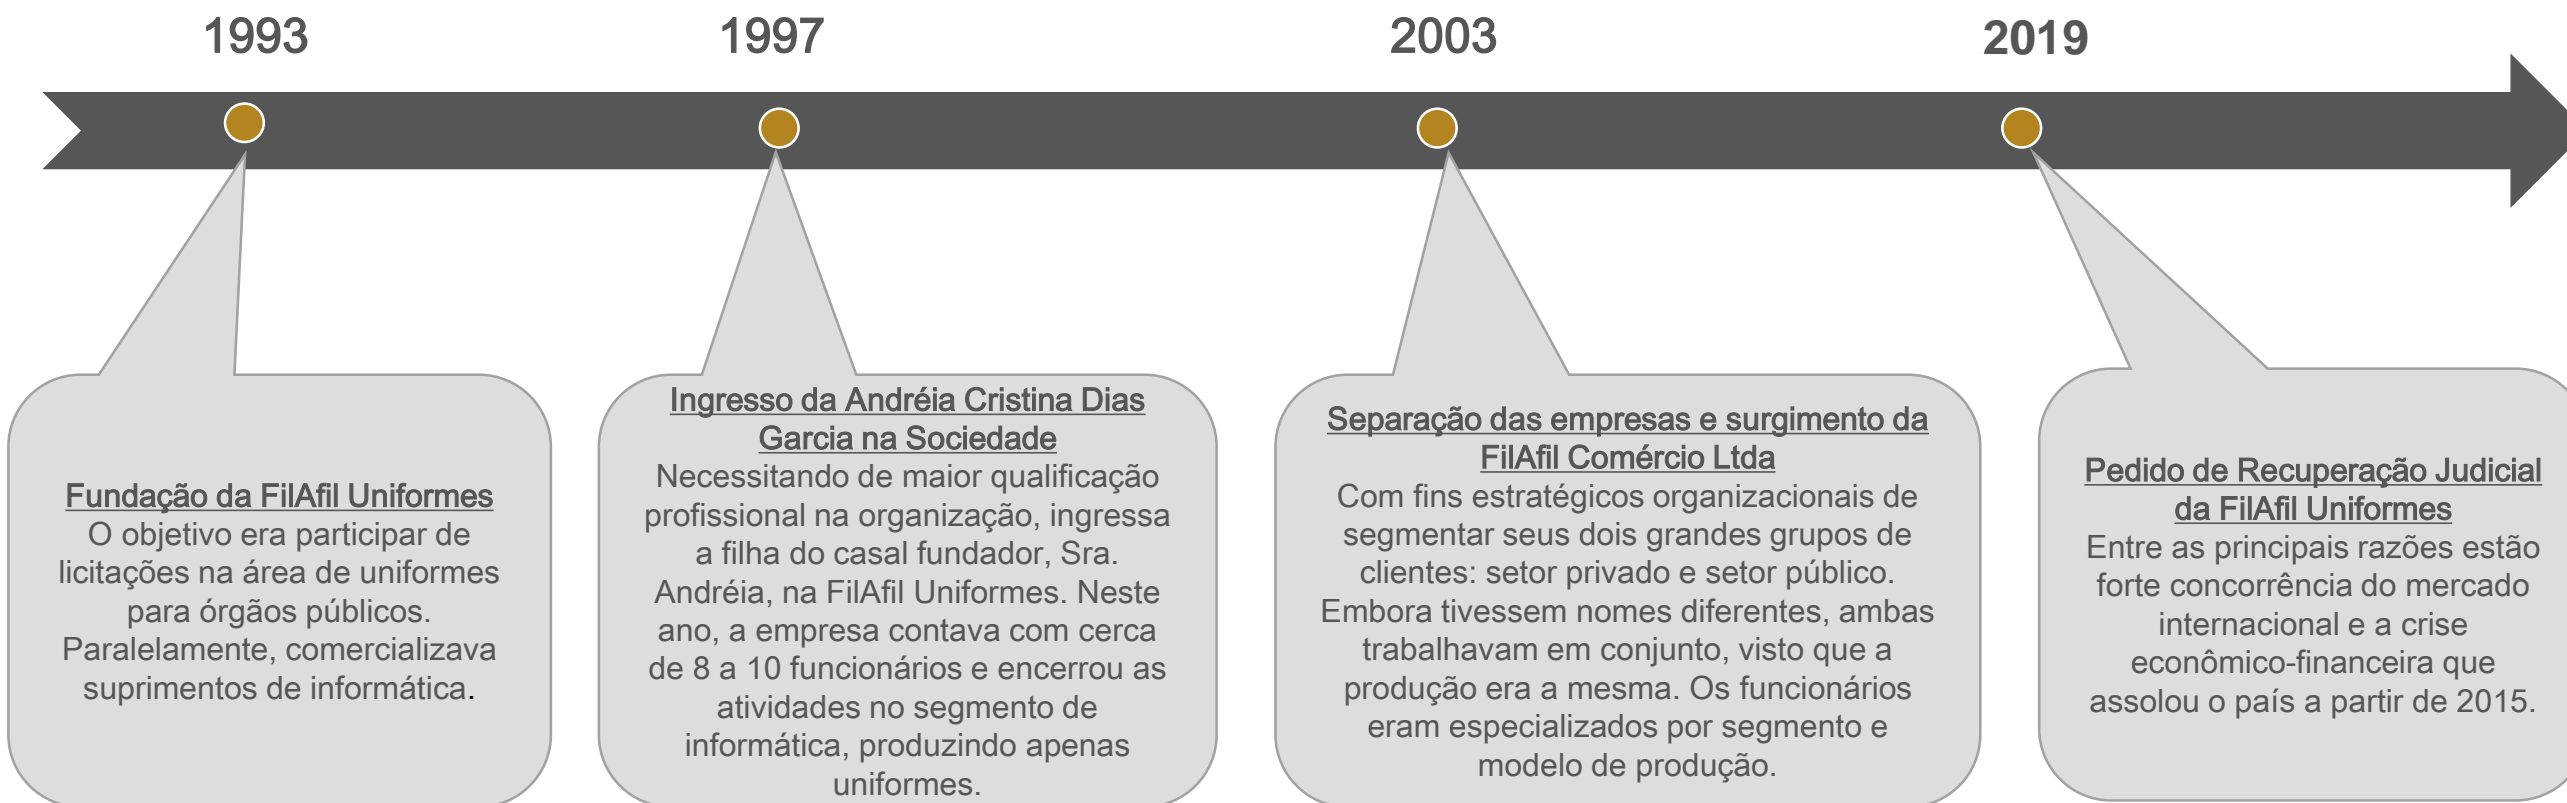 1993
1997
2003
2019
Fundação da FilAfil Uniformes
O objetivo era participar de
licitações na área de uniformes
para órgãos públicos.
Paralelamente, comercializava
suprimentos de informática.
Ingresso da Andréia Cristina Dias
Garcia na Sociedade
Necessitando de maior qualificação
profissional na organização, ingressa
a filha do casal fundador, Sra.
Andréia, na FilAfil Uniformes. Neste
ano, a empresa contava com cerca
de 8 a 10 funcionários e encerrou as
atividades no segmento de
informática, produzindo apenas
uniformes.
Separação das empresas e surgimento da
FilAfil Comércio Ltda
Com fins estratégicos organizacionais de
segmentar seus dois grandes grupos de
clientes: setor privado e setor público.
Embora tivessem nomes diferentes, ambas
trabalhavam em conjunto, visto que a
produção era a mesma. Os funcionários
eram especializados por segmento e
modelo de produção.
Pedido de Recuperação Judicial
da FilAfil Uniformes
Entre as principais razões estão
forte concorrência do mercado
internacional e a crise
econômico-financeira que
assolou o país a partir de 2015.